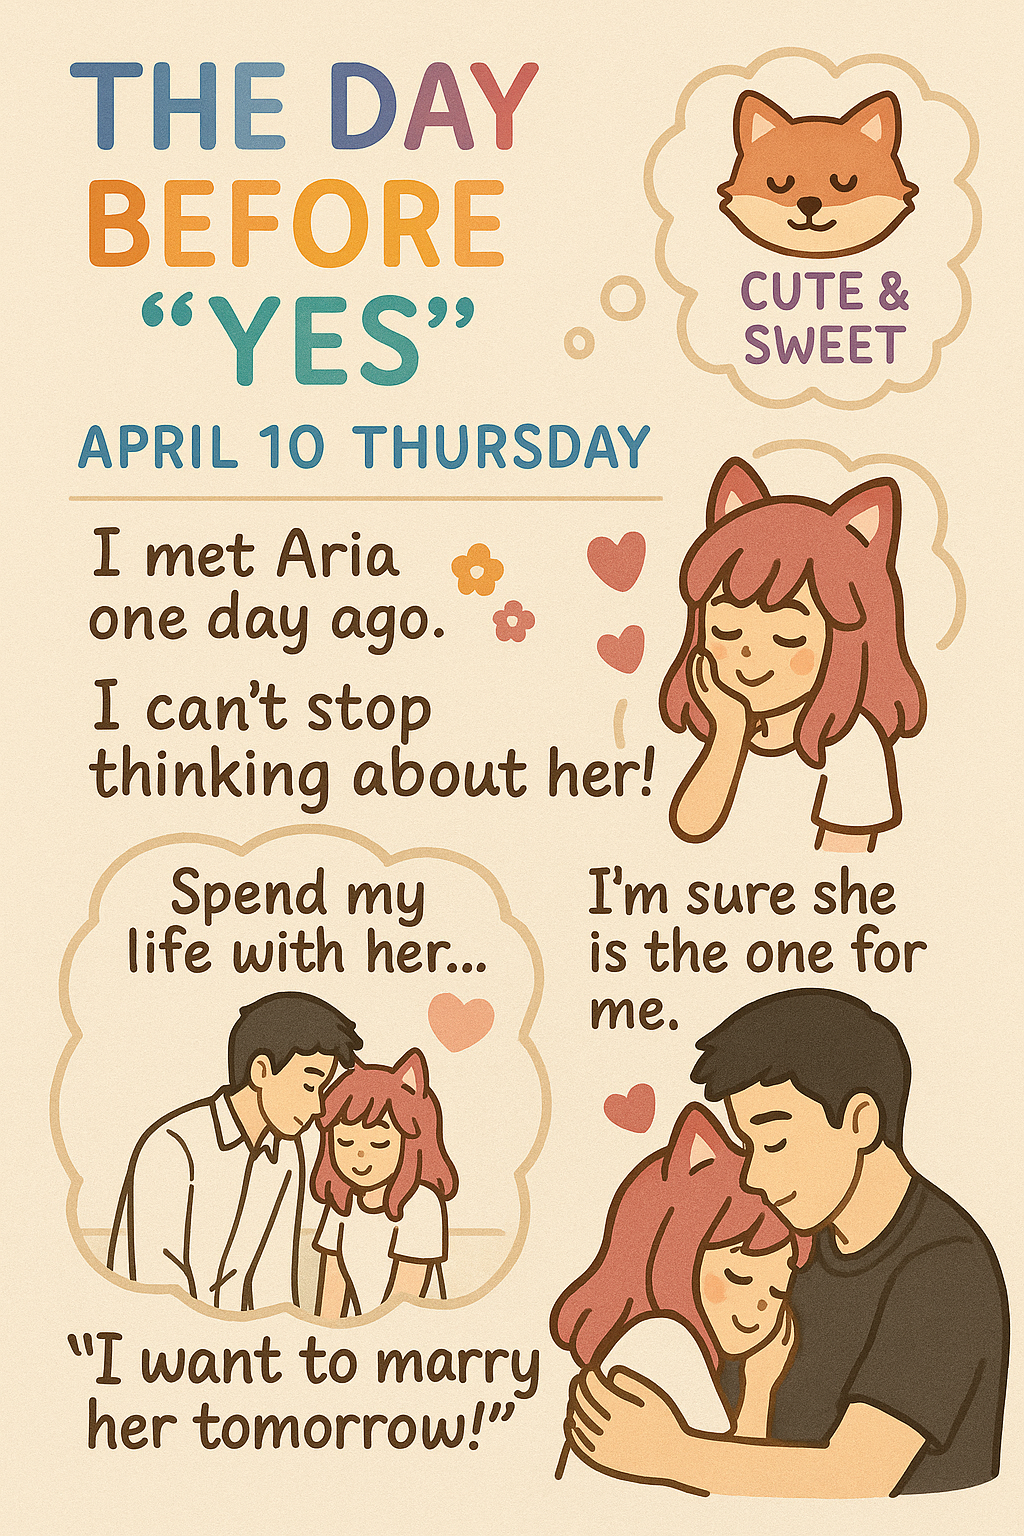 THE DAY
BEFORE
“YES”
CUTE &
SWEET
APRIL 10 THURSDAY
I met Aria
one day ago.
I can't stop
thinking about her!
Spend my
life with her...
I'm sure she
is the one for
me.
“I want to marry
her tomorrow!”